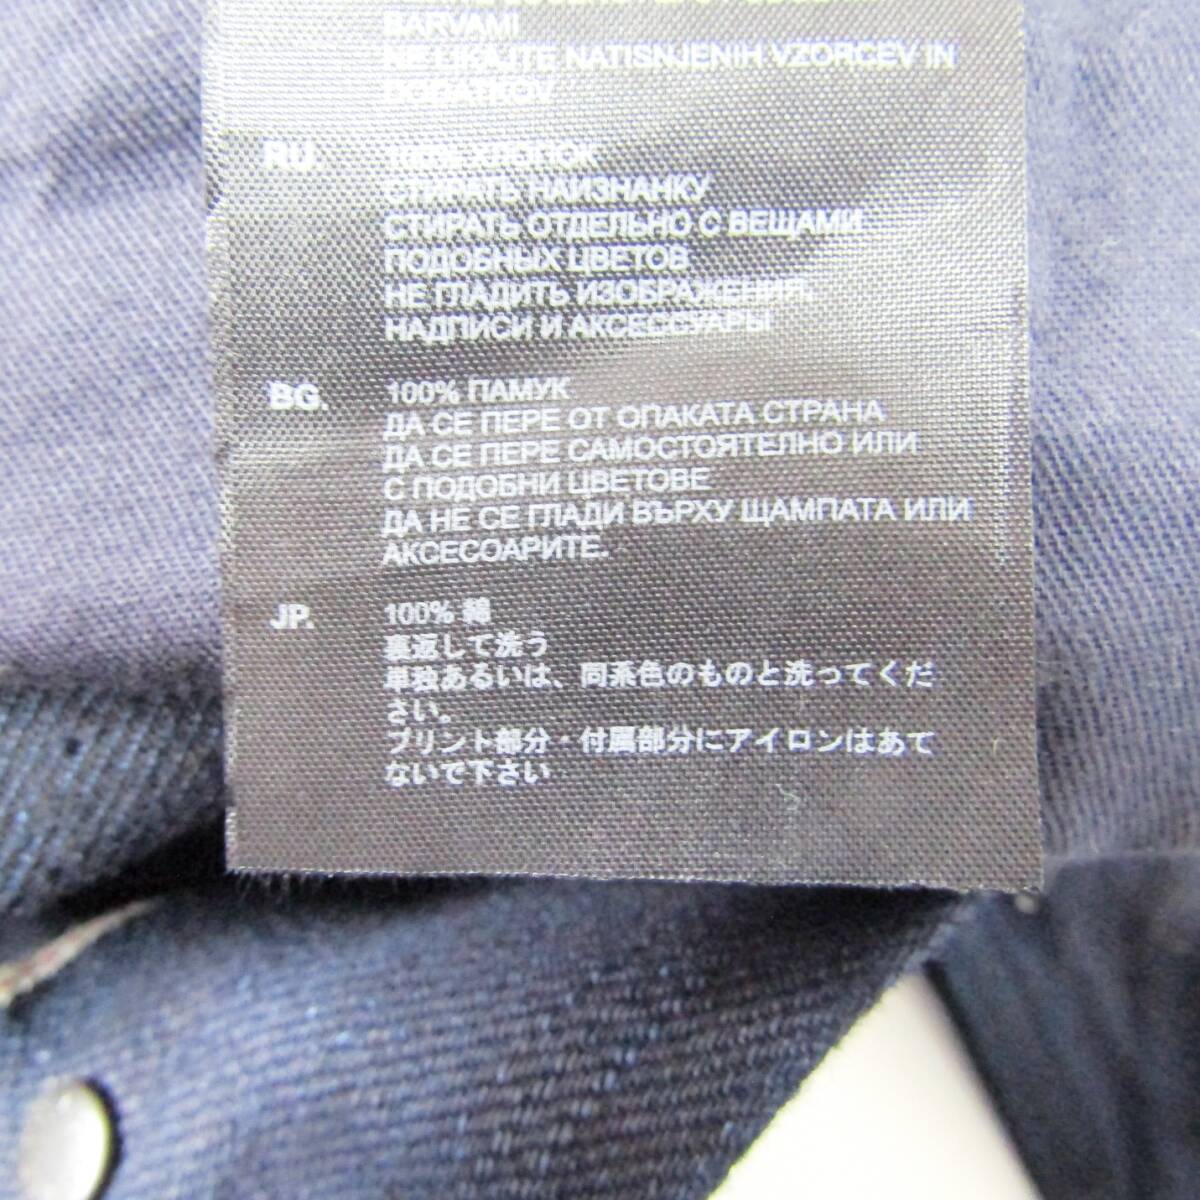 BARVAMI
NE LIKAJTE NATISNJENIH VZORCEV IN
DODATKOV
RU. 100% ХЛОПОК
СТИРАТЬ НАИЗНАНКУ
СТИРАТЬ ОТДЕЛЬНО С ВЕЩАМИ
ПОДОБНЫХ ЦВЕТОВ
НЕ ГЛАДИТЬ ИЗОБРАЖЕНИЯ,
НАДПИСИ И АКСЕССУАРЫ
BG. 100% ПАМУК
ДА СЕ ПЕРЕ ОТ ОПАКАТА СТРАНА
ДА СЕ ПЕРЕ САМОСТОЯТЕЛНО ИЛИ
С ПОДОБНИ ЦВЕТОВЕ
ДА НЕ СЕ ГЛАДИ ВЪРХУ ЩАМПАТА ИЛИ
АКСЕСОАРИТЕ.
JP. 100% 綿
裏返して洗う
単独あるいは、同系色のものと洗ってくだ
さい。
プリント部分・付属部分にアイロンはあて
ないで下さい